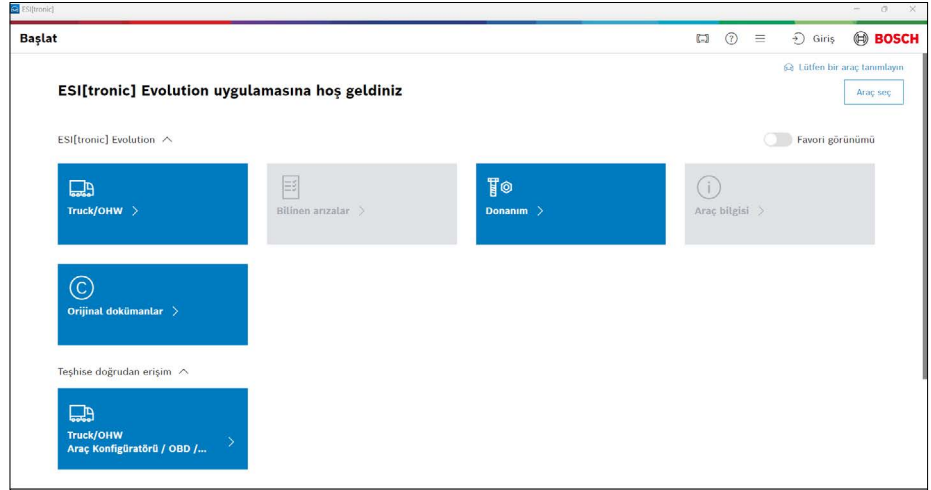 ESI[tronic]
Başlat
Giriş
BOSCH
Lütfen bir araç tanımlayın
ESI[tronic] Evolution uygulamasına hoş geldiniz
Araç seç
ESI[tronic] Evolution
Favori görünümü
Truck/OHW
Bilinen arızalar
Donanım
Araç bilgisi
Orijinal dokümanlar
Teşhise doğrudan erişim
Truck/OHW
Araç Konfigüratörü / OBD /...